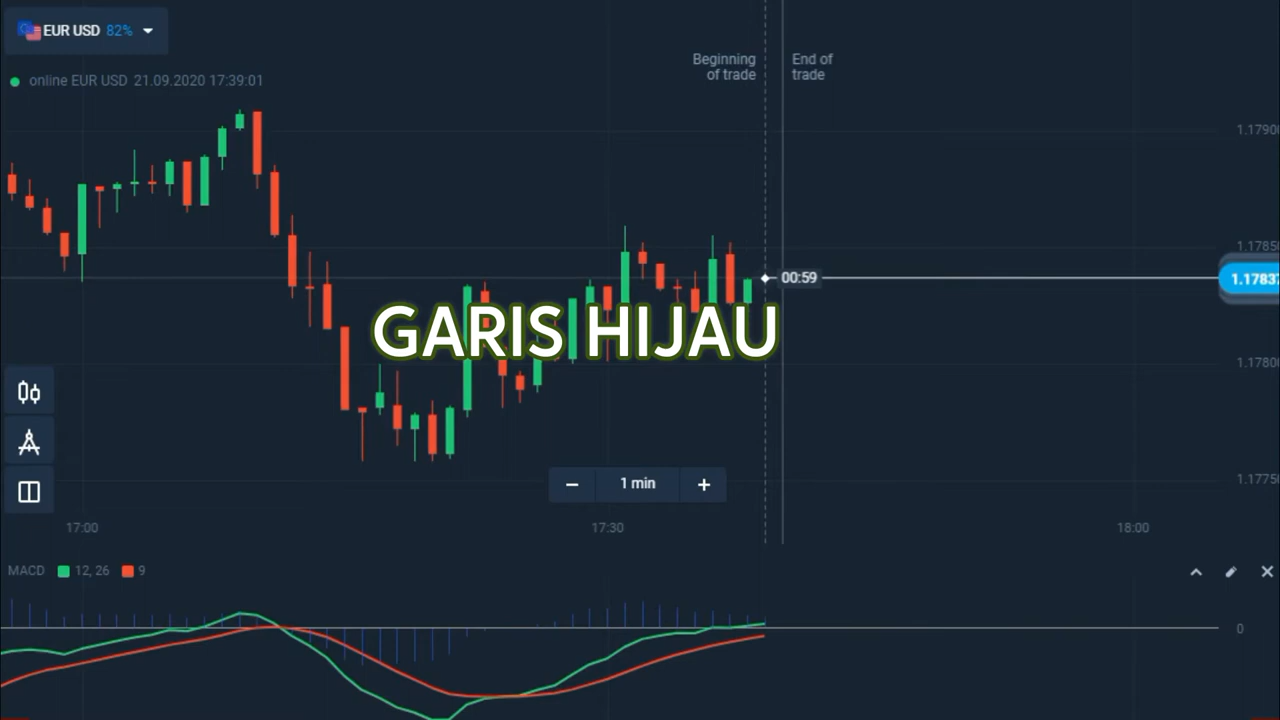 EUR USD 82%
Beginning of trade
End of trade
online EUR USD 21.09.2020 17:39:01
1.17900
1.17850
00:59
1.17837
GARIS HIJAU
1.17800
− 1 min +
1.17750
17:00 17:30 18:00
MACD 12, 26 9
0